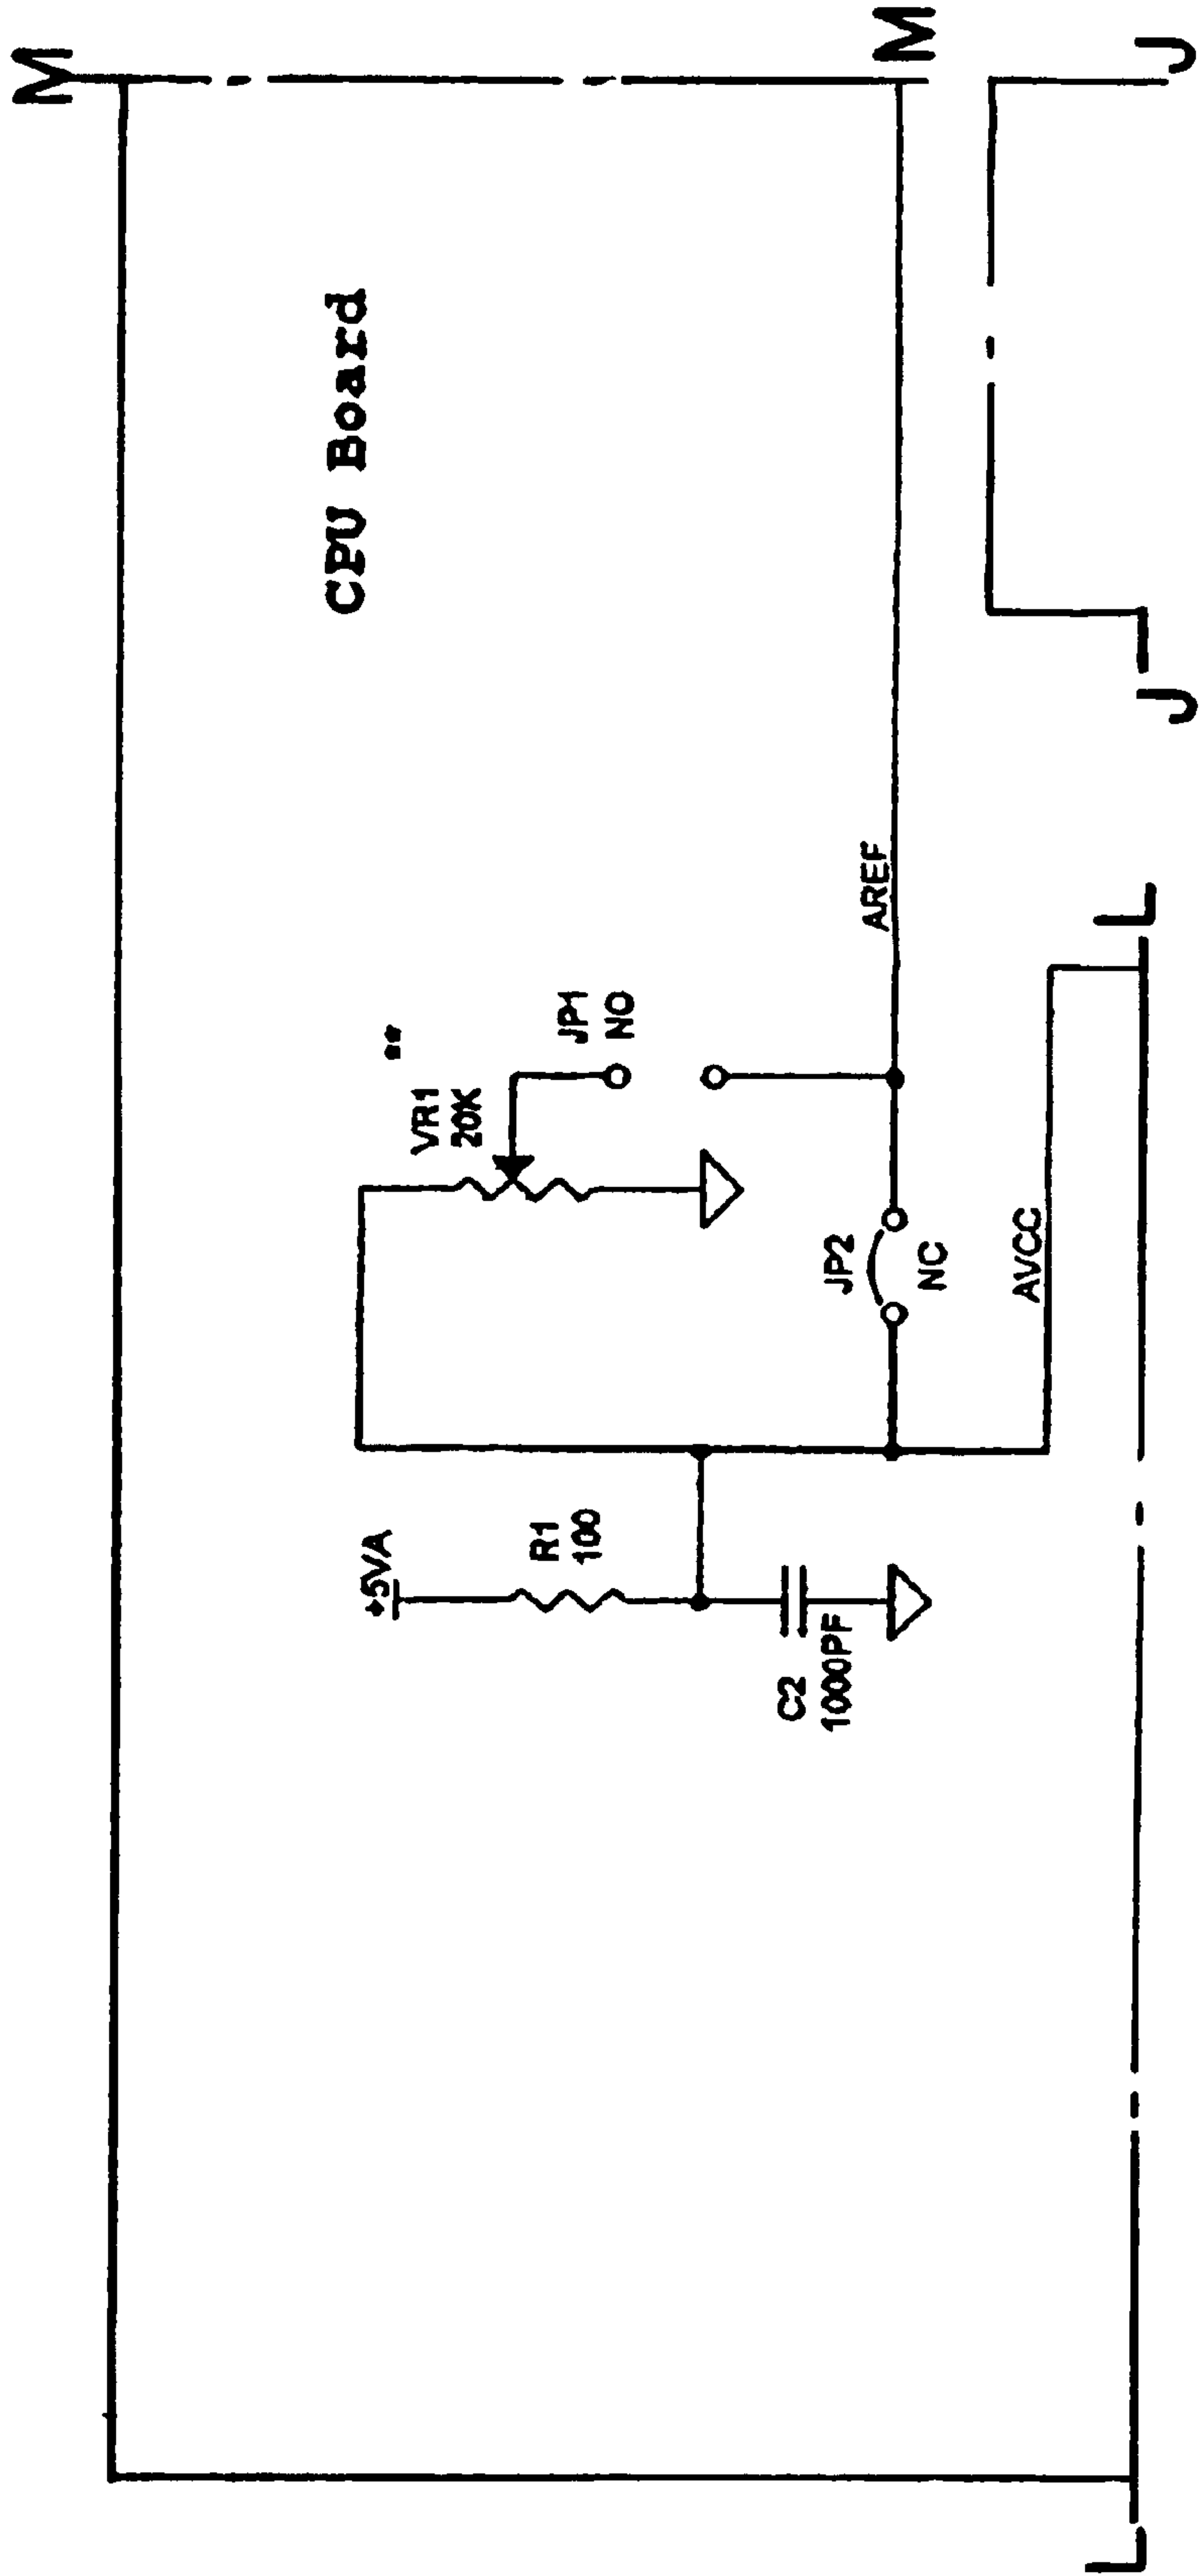 M
M
CPU Board
J
J
**
VR1
20K
JP1
NO
AREF
L
JP2
NC
AVCC
+5VA
R1
100
C2
1000PF
L